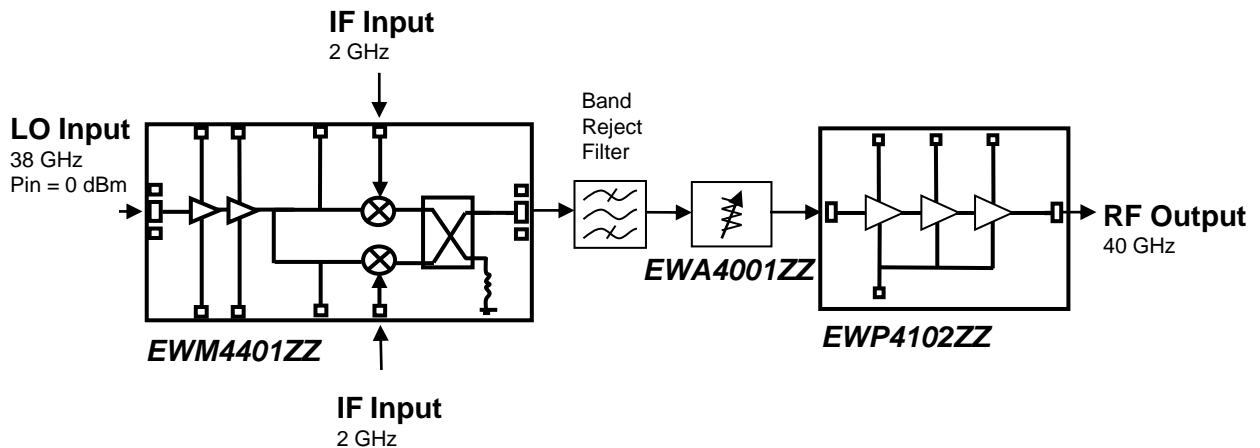 IF Input
2 GHz
LO Input
38 GHz
Pin = 0 dBm
Band
Reject
Filter
RF Output
40 GHz
EWA4001ZZ
EWM4401ZZ
EWP4102ZZ
IF Input
2 GHz